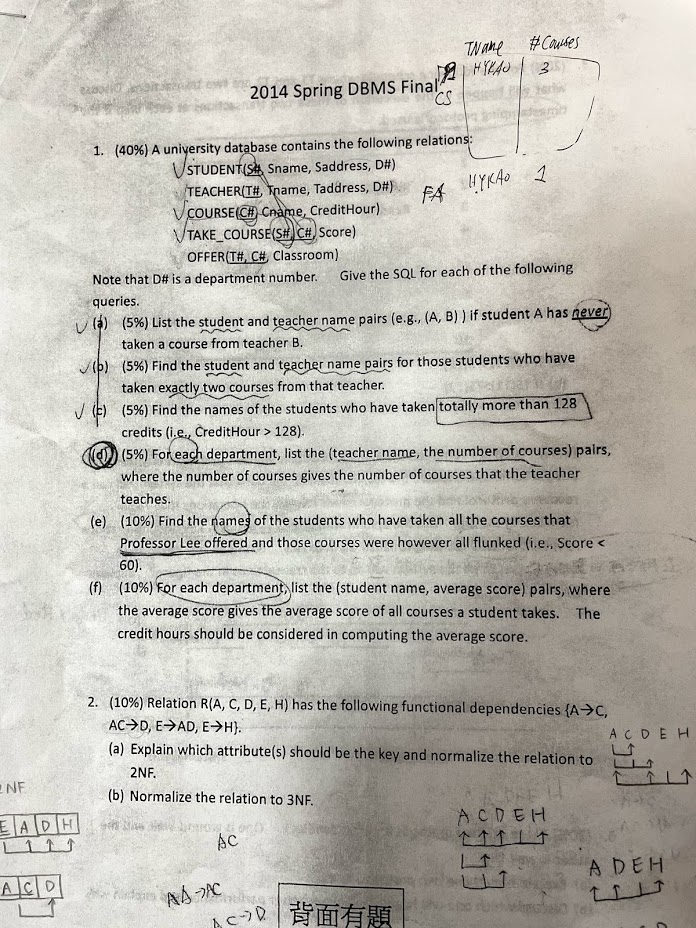 TName #Courses
HYKAO 3
CS
2014 Spring DBMS Final
1. (40%) A university database contains the following relations:
STUDENT(S#, Sname, Saddress, D#)
TEACHER(T#, Tname, Taddress, D#)
HYKAO 1
FA
COURSE(C#, Cname, CreditHour)
TAKE_COURSE(S#, C#, Score)
OFFER(T#, C#, Classroom)
Note that D# is a department number. Give the SQL for each of the following
queries.
(a) (5%) List the student and teacher name pairs (e.g., (A, B) ) if student A has never
taken a course from teacher B.
(b) (5%) Find the student and teacher name pairs for those students who have
taken exactly two courses from that teacher.
(c) (5%) Find the names of the students who have taken totally more than 128
credits (i.e., CreditHour > 128).
(d) (5%) For each department, list the (teacher name, the number of courses) pairs,
where the number of courses gives the number of courses that the teacher
teaches.
(e) (10%) Find the names of the students who have taken all the courses that
Professor Lee offered and those courses were however all flunked (i.e., Score <
60).
(f) (10%) For each department, list the (student name, average score) pairs, where
the average score gives the average score of all courses a student takes. The
credit hours should be considered in computing the average score.
2. (10%) Relation R(A, C, D, E, H) has the following functional dependencies {A→C,
AC→D, E→AD, E→H}.
(a) Explain which attribute(s) should be the key and normalize the relation to
2NF.
(b) Normalize the relation to 3NF.
A C D E H
2NF
E A D H
A C D E H
AC
A D E H
A C D
AC→D
背面有題